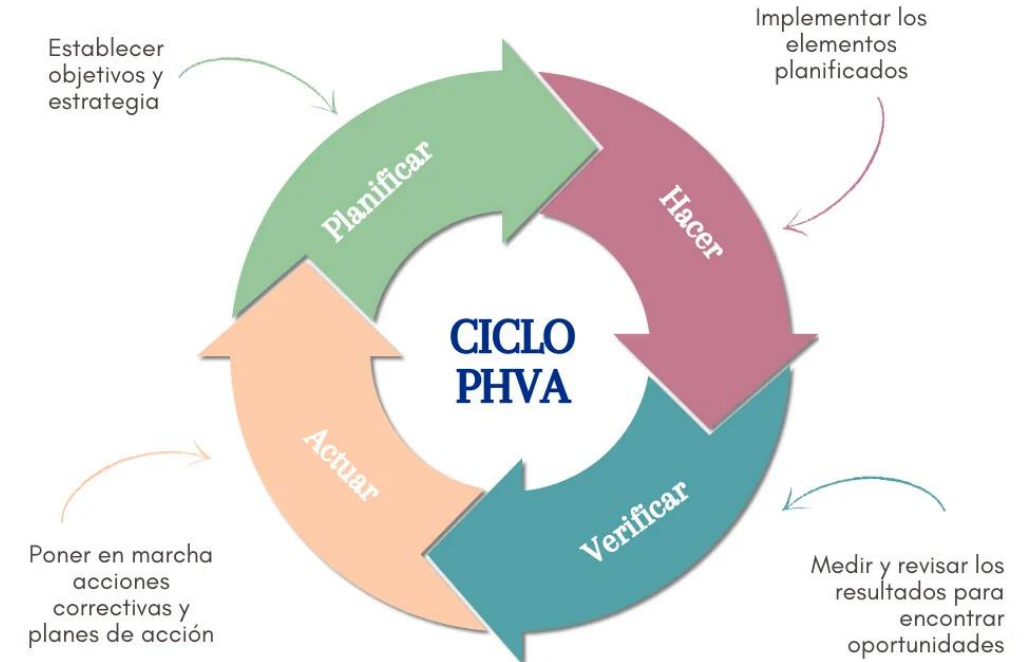 Establecer
objetivos y
estrategia
Implementar los
elementos
planificados
Planificar
Hacer
CICLO
PHVA
Actuar
Verificar
Poner en marcha
acciones
correctivas y
planes de acción
Medir y revisar los
resultados para
encontrar
oportunidades